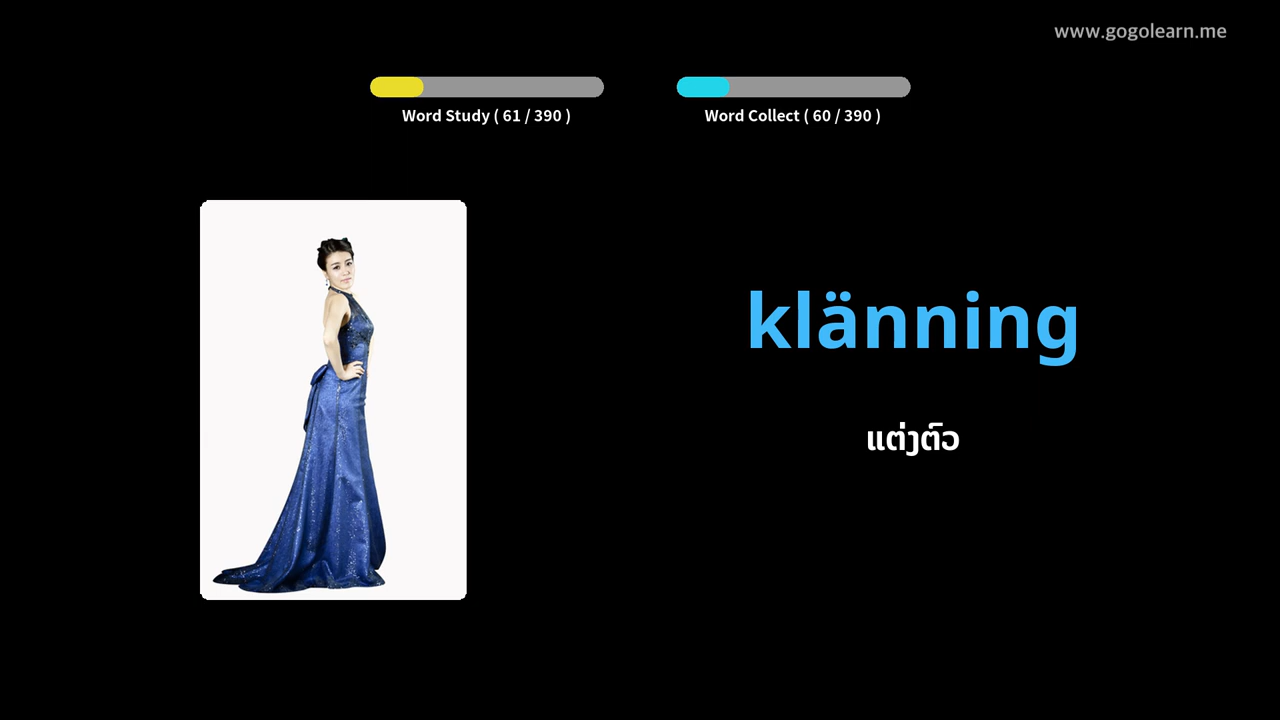 www.gogolearn.me
Word Study ( 61 / 390 )
Word Collect ( 60 / 390 )
klänning
ແຕ່ງຕົວ